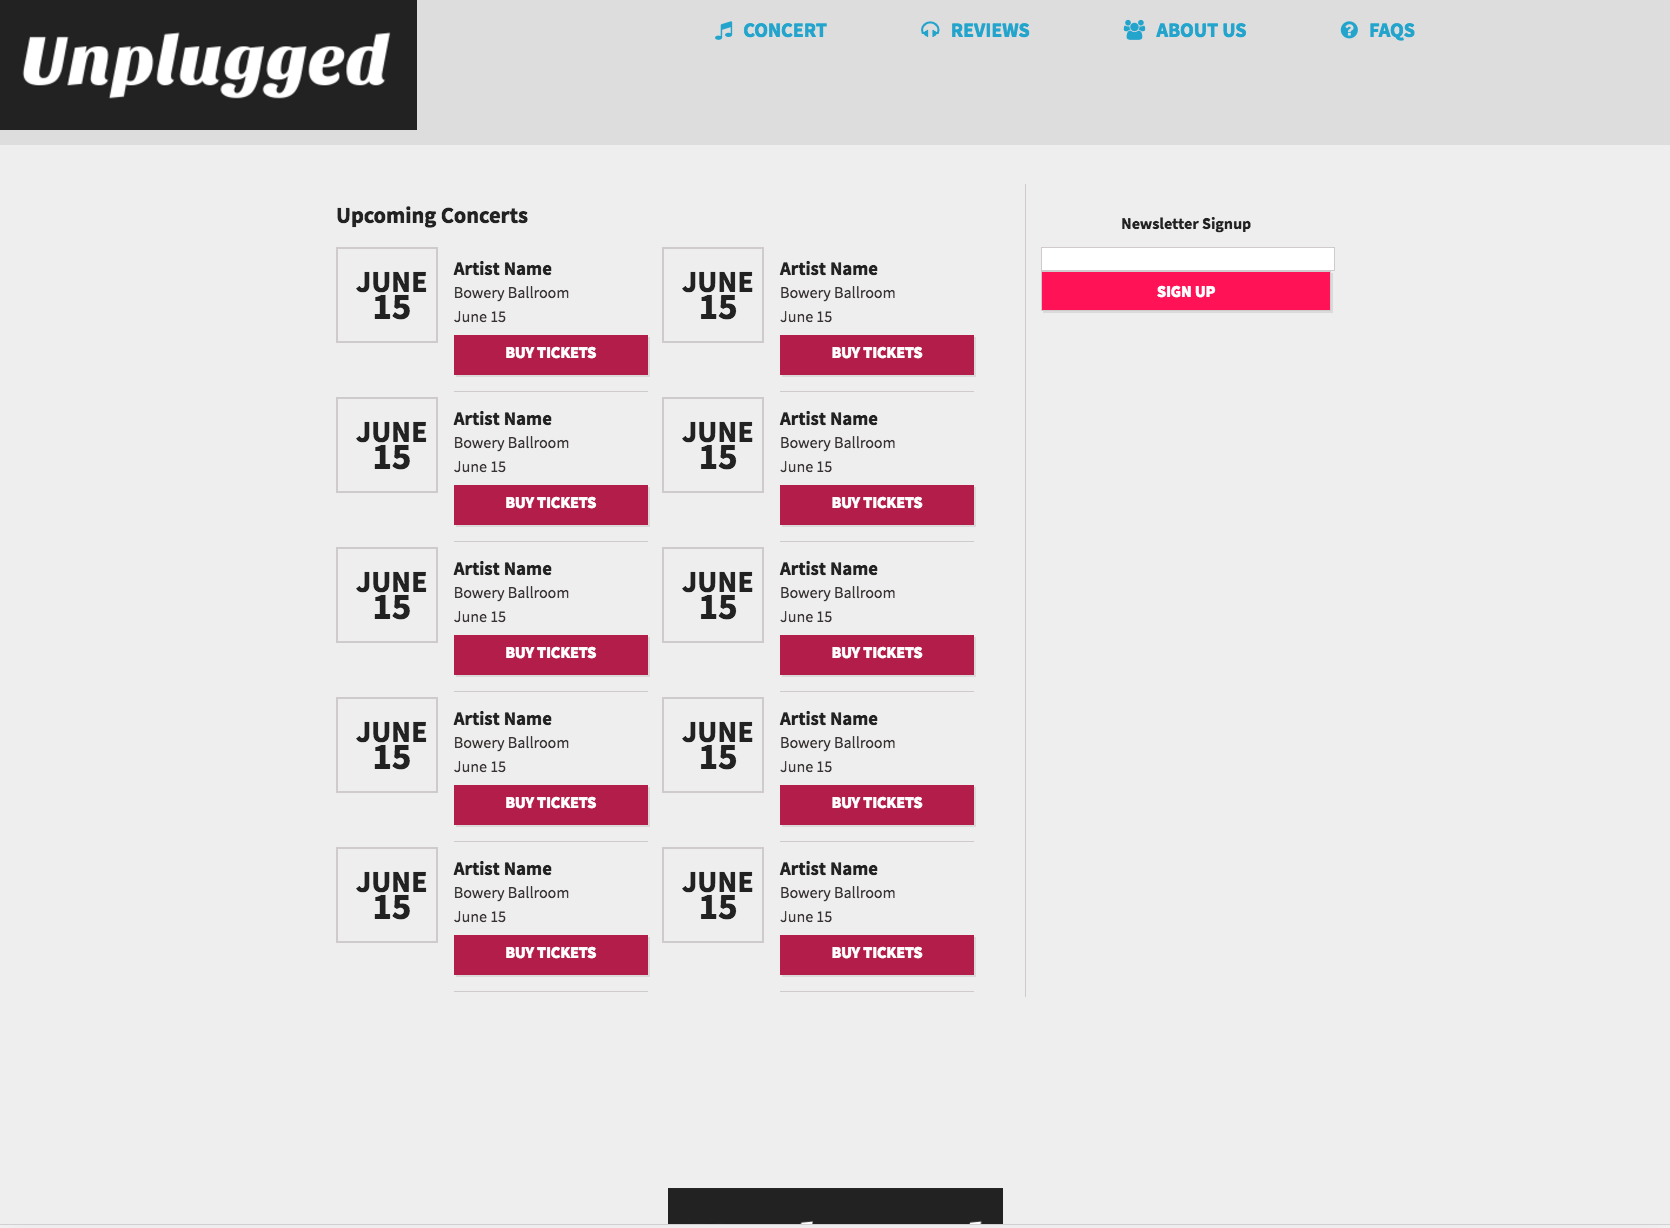 Unplugged
CONCERT
REVIEWS
ABOUT US
FAQS
Upcoming Concerts
JUNE
15
Artist Name
Bowery Ballroom
June 15
BUY TICKETS
JUNE
15
Artist Name
Bowery Ballroom
June 15
BUY TICKETS
JUNE
15
Artist Name
Bowery Ballroom
June 15
BUY TICKETS
JUNE
15
Artist Name
Bowery Ballroom
June 15
BUY TICKETS
JUNE
15
Artist Name
Bowery Ballroom
June 15
BUY TICKETS
JUNE
15
Artist Name
Bowery Ballroom
June 15
BUY TICKETS
JUNE
15
Artist Name
Bowery Ballroom
June 15
BUY TICKETS
JUNE
15
Artist Name
Bowery Ballroom
June 15
BUY TICKETS
JUNE
15
Artist Name
Bowery Ballroom
June 15
BUY TICKETS
JUNE
15
Artist Name
Bowery Ballroom
June 15
BUY TICKETS
Newsletter Signup
SIGN UP